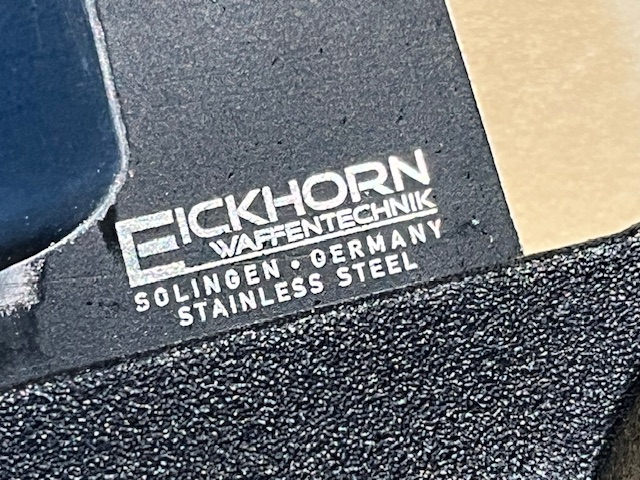 EICKHORN
WAFFENTECHNIK
SOLINGEN • GERMANY
STAINLESS STEEL